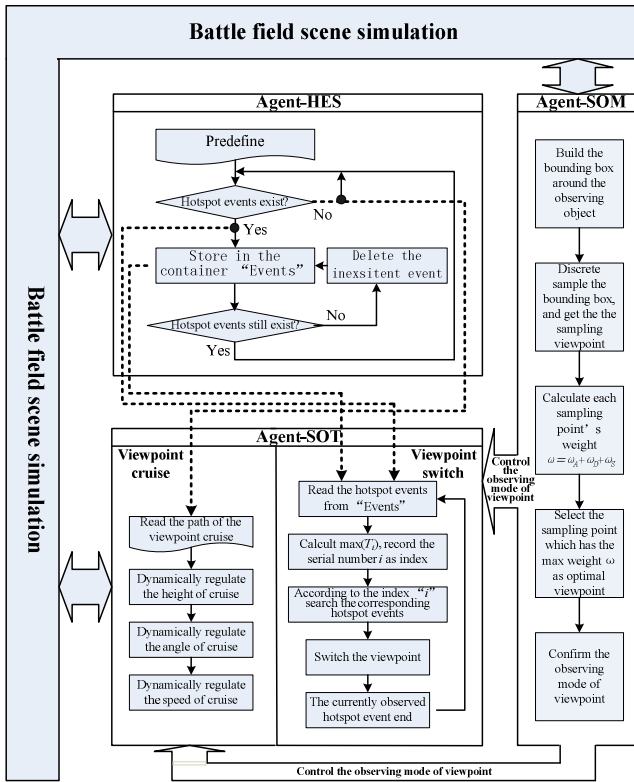 Battle field scene simulation
Battle field scene simulation
Agent-HES
Predefine
Hotspot events exist?
No
Yes
Store in the
container “Events”
Delete the
inexsitent event
Hotspot events still exist?
No
Yes
Agent-SOT
Viewpoint
cruise
Viewpoint
switch
Read the path of the
viewpoint cruise
Dynamically regulate
the height of cruise
Dynamically regulate
the angle of cruise
Dynamically regulate
the speed of cruise
Read the hotspot events
from “Events”
Calcult max(Ti), record the
serial number i as index
According to the index “i”
search the corresponding
hotspot events
Switch the viewpoint
The currently observed
hotspot event end
Control
the
observing
mode of
viewpoint
Agent-SOM
Build the
bounding box
around the
observing
object
Discrete
sample the
bounding box,
and get the the
sampling
viewpoint
Calculate each
sampling
point’s
weight
ω=ωA+ωD+ωS
Select the
sampling point
which has the
max weight ω
as optimal
viewpoint
Confirm the
observing
mode of
viewpoint
Control the observing mode of viewpoint